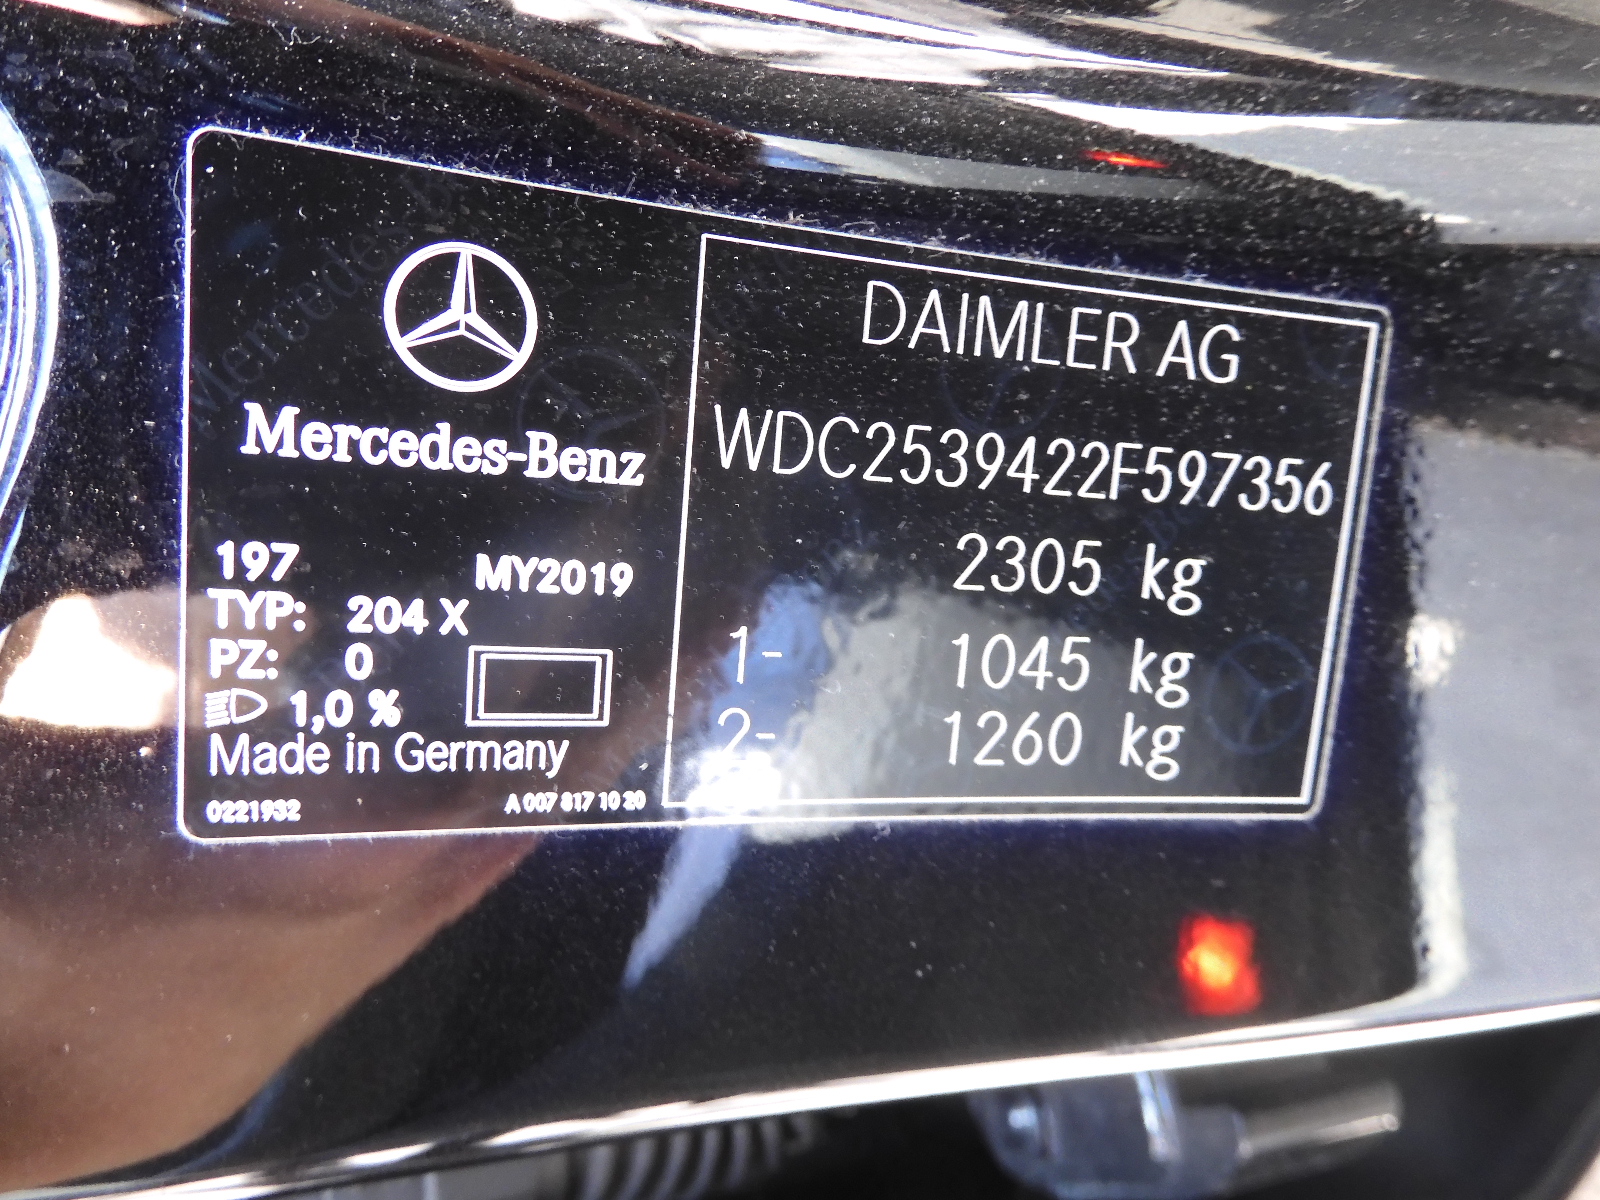 Mercedes-Benz
197 MY2019
TYP: 204 X
PZ: 0
1,0 %
Made in Germany
0221932 A 007 817 10 20
DAIMLER AG
WDC2539422F597356
2305 kg
1- 1045 kg
2- 1260 kg